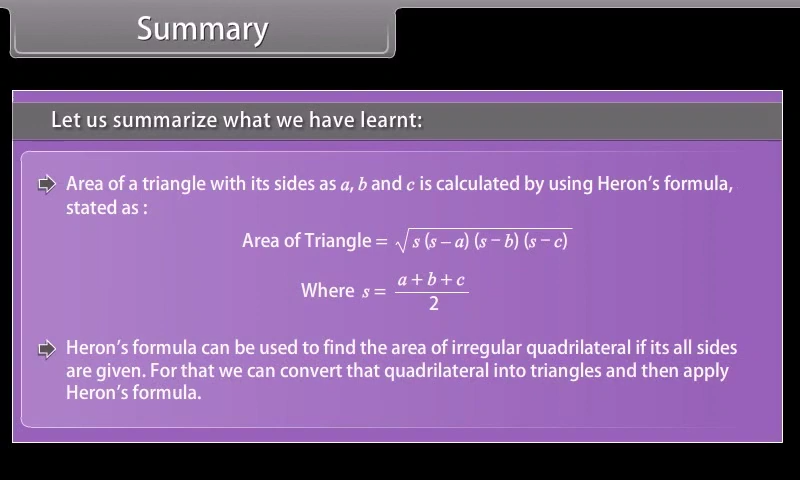 Summary
Let us summarize what we have learnt:
Area of a triangle with its sides as a, b and c is calculated by using Heron's formula,
stated as :
Area of Triangle = √s (s – a) (s – b) (s – c)
Where s = a + b + c / 2
Heron's formula can be used to find the area of irregular quadrilateral if its all sides
are given. For that we can convert that quadrilateral into triangles and then apply
Heron's formula.